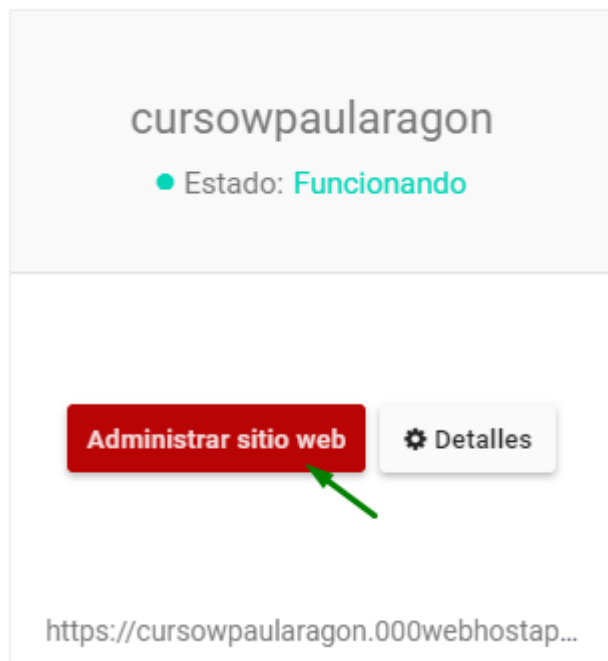 cursowpaularagon
Estado: Funcionando
Administrar sitio web
Detalles
https://cursowpaularagon.000webhostap...